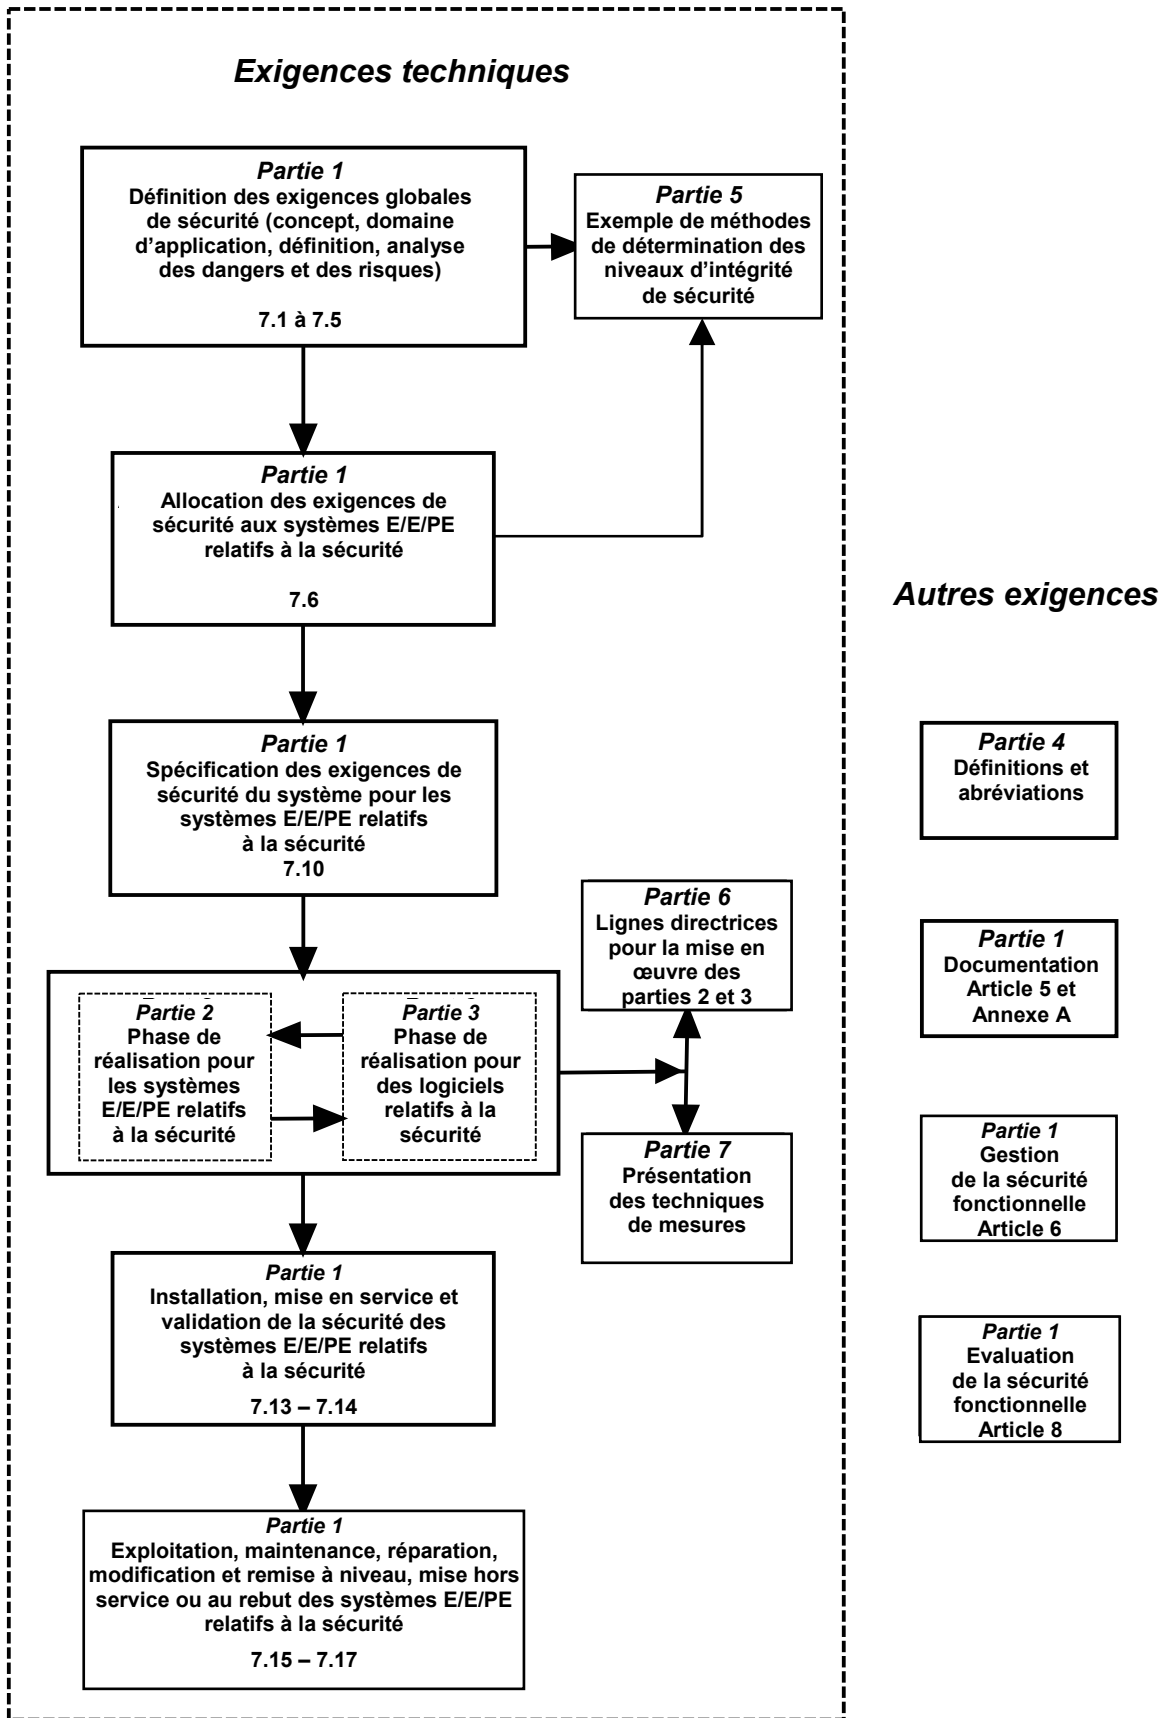 Exigences techniques
Partie 1
Définition des exigences globales
de sécurité (concept, domaine
d’application, définition, analyse
des dangers et des risques)
7.1 à 7.5
Partie 5
Exemple de méthodes
de détermination des
niveaux d’intégrité
de sécurité
Partie 1
Allocation des exigences de
sécurité aux systèmes E/E/PE
relatifs à la sécurité
7.6
Partie 1
Spécification des exigences de
sécurité du système pour les
systèmes E/E/PE relatifs
à la sécurité
7.10
Partie 2
Phase de
réalisation pour
les systèmes
E/E/PE relatifs
à la sécurité
Partie 3
Phase de
réalisation pour
des logiciels
relatifs à la
sécurité
Partie 6
Lignes directrices
pour la mise en
œuvre des
parties 2 et 3
Partie 7
Présentation
des techniques
de mesures
Partie 1
Installation, mise en service et
validation de la sécurité des
systèmes E/E/PE relatifs
à la sécurité
7.13 – 7.14
Partie 1
Exploitation, maintenance, réparation,
modification et remise à niveau, mise hors
service ou au rebut des systèmes E/E/PE
relatifs à la sécurité
7.15 – 7.17
Autres exigences
Partie 4
Définitions et
abréviations
Partie 1
Documentation
Article 5 et
Annexe A
Partie 1
Gestion
de la sécurité
fonctionnelle
Article 6
Partie 1
Evaluation
de la sécurité
fonctionnelle
Article 8